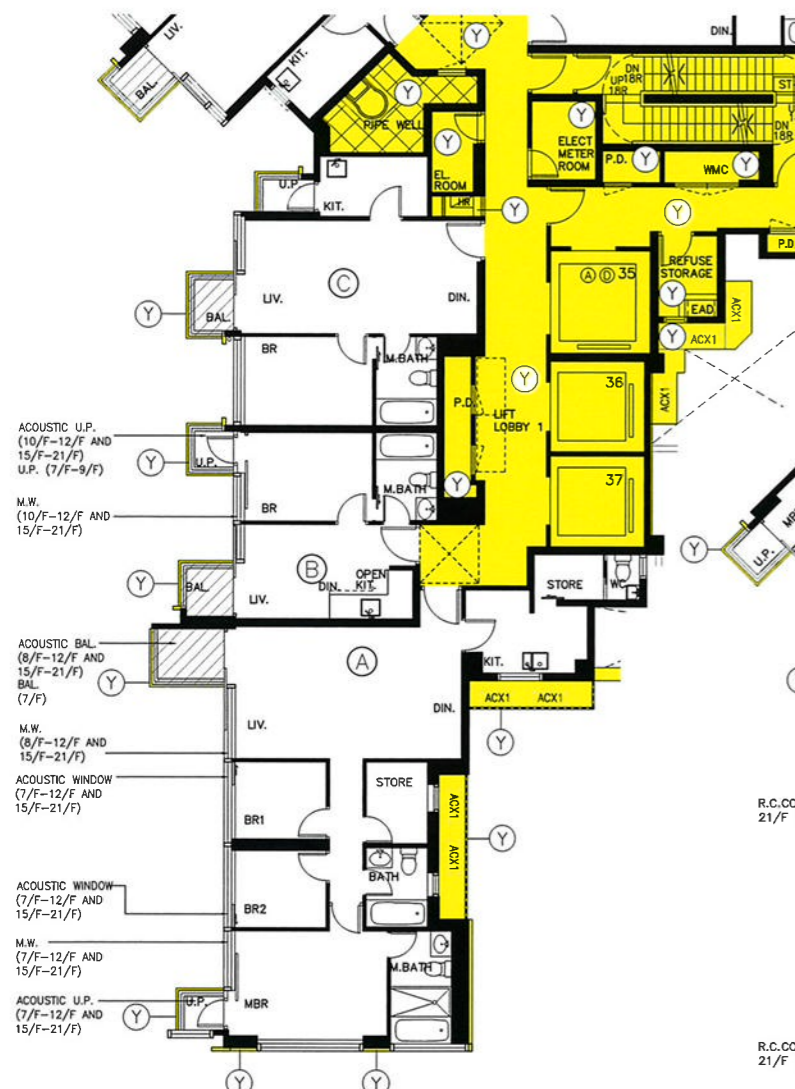 LIV.
KIT.
BAL.
Y
DIN.
UP
18R
DN
18R
ST
DN
18R
Y
PIPE WELL
Y
EL.
ROOM
Y
ELECT
METER
ROOM
P.D.
Y
WMC
Y
HR
Y
Y
P.D.
U.P.
KIT.
LIV.
C
DIN.
BAL.
Y
A D 35
REFUSE
STORAGE
Y
EAD
Y
ACX1
ACX1
ACX1
BR
M.BATH
P.D.
Y
LIFT
LOBBY 1
36
37
ACOUSTIC U.P.
(10/F-12/F AND
15/F-21/F)
U.P. (7/F-9/F)
Y
U.P.
BR
M.BATH
Y
M.W.
(10/F-12/F AND
15/F-21/F)
Y
BAL.
LIV.
B
DIN.
OPEN
KIT.
STORE
WC
Y
U.P.
ACOUSTIC BAL.
(8/F-12/F AND
15/F-21/F)
BAL.
(7/F)
Y
A
KIT.
LIV.
DIN.
ACX1
ACX1
Y
M.W.
(8/F-12/F AND
15/F-21/F)
ACOUSTIC WINDOW
(7/F-12/F AND
15/F-21/F)
BR1
STORE
ACX1
ACX1
Y
R.C.CO
21/F
ACOUSTIC WINDOW
(7/F-12/F AND
15/F-21/F)
BR2
BATH
M.W.
(7/F-12/F AND
15/F-21/F)
ACOUSTIC U.P.
(7/F-12/F AND
15/F-21/F)
Y
U.P.
MBR
M.BATH
Y
Y
R.C.CO
21/F